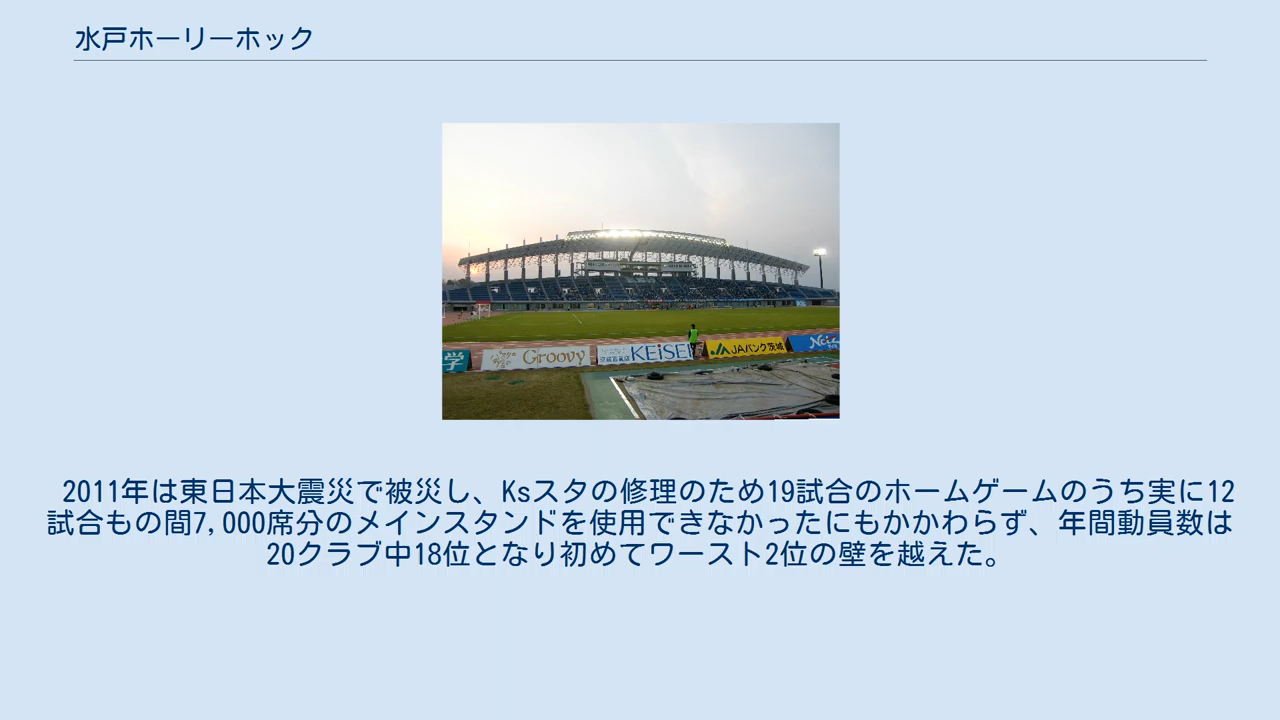 水戸ホーリーホック
学
Groovy
KEiSEI
JAバンク茨城
2011年は東日本大震災で被災し、Ksスタの修理のため19試合のホームゲームのうち実に12
試合もの間7,000席分のメインスタンドを使用できなかったにもかかわらず、年間動員数は
20クラブ中18位となり初めてワースト2位の壁を越えた。